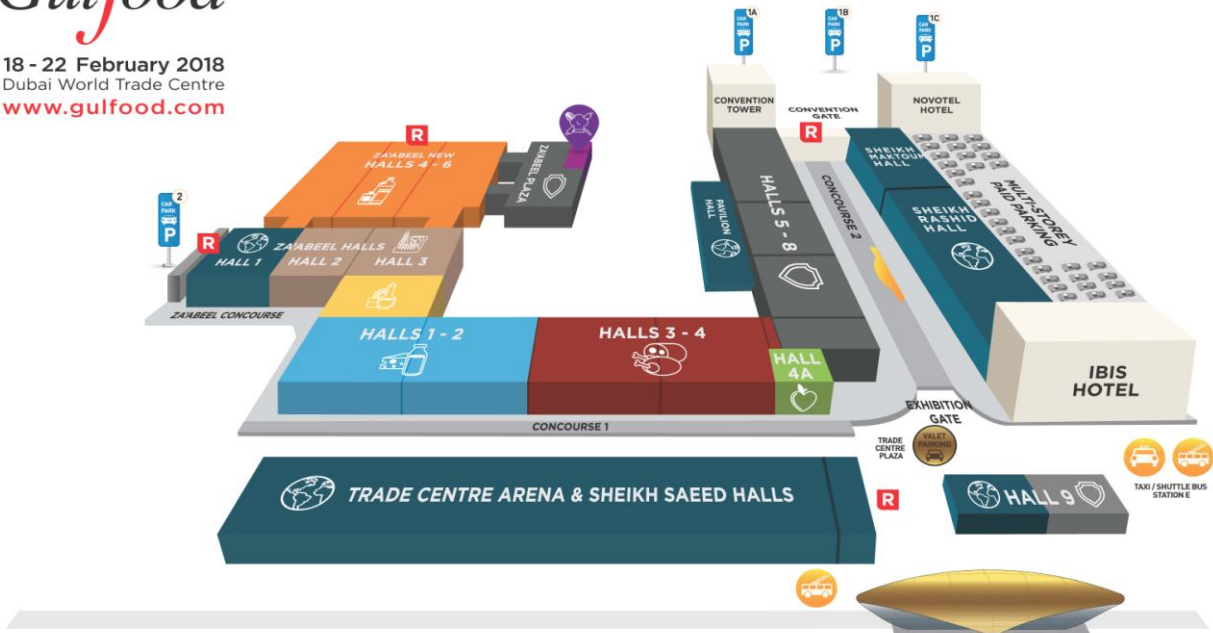 Gulfood
18 - 22 February 2018
Dubai World Trade Centre
www.gulfood.com
1A
CAR
PARK
P
1B
CAR
PARK
P
1C
CAR
PARK
P
CONVENTION
TOWER
CONVENTION
GATE
NOVOTEL
HOTEL
R
R
ZA'ABEEL NEW
HALLS 4 - 6
ZA'ABEEL PLAZA
SHEIKH
MAKTOUM
HALL
MULTI-STOREY
PAID PARKING
PAVILION
HALL
HALLS 5 - 8
CONCOURSE 2
SHEIKH
RASHID
HALL
2
CAR
PARK
P
R
ZA'ABEEL HALLS
HALL 1
HALL 2
HALL 3
ZA'ABEEL CONCOURSE
HALLS 1 - 2
HALLS 3 - 4
HALL
4A
IBIS
HOTEL
CONCOURSE 1
EXHIBITION
GATE
TRADE
CENTRE
PLAZA
VALET
PARKING
TAXI / SHUTTLE BUS
STATION E
TRADE CENTRE ARENA & SHEIKH SAEED HALLS
R
HALL 9